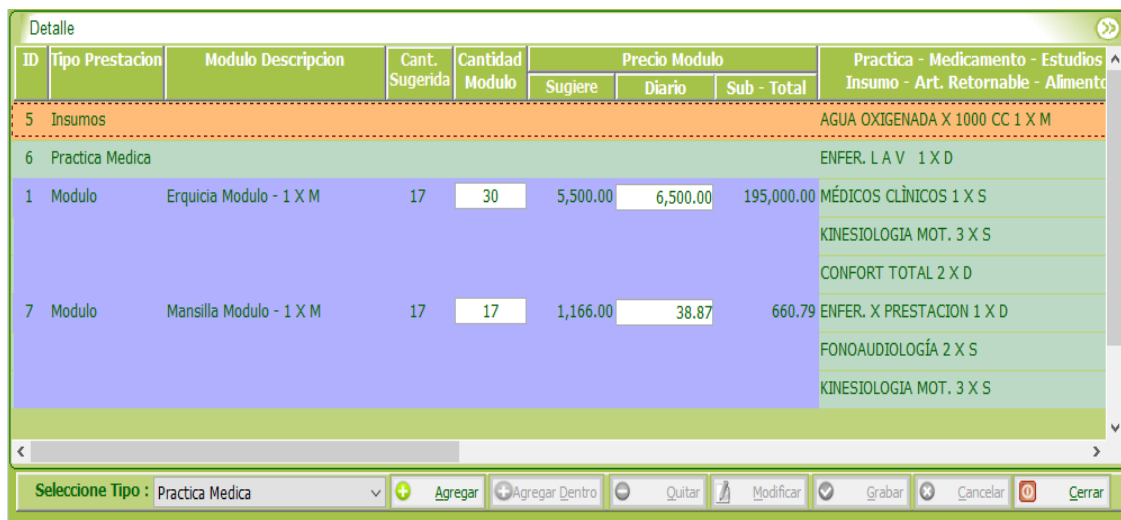 Detalle
ID Tipo Prestacion Modulo Descripcion Cant. Sugerida Cantidad Modulo Precio Modulo Practica - Medicamento - Estudios
Sugiere Diario Sub - Total Insumo - Art. Retornable - Alimento
5 Insumos AGUA OXIGENADA X 1000 CC 1 X M
6 Practica Medica ENFER. L A V 1 X D
1 Modulo Erquicia Modulo - 1 X M 17 30 5,500.00 6,500.00 195,000.00 MÉDICOS CLÌNICOS 1 X S
KINESIOLOGIA MOT. 3 X S
CONFORT TOTAL 2 X D
7 Modulo Mansilla Modulo - 1 X M 17 17 1,166.00 38.87 660.79 ENFER. X PRESTACION 1 X D
FONOAUDIOLOGÍA 2 X S
KINESIOLOGIA MOT. 3 X S
Seleccione Tipo : Practica Medica Agregar Agregar Dentro Quitar Modificar Grabar Cancelar Cerrar